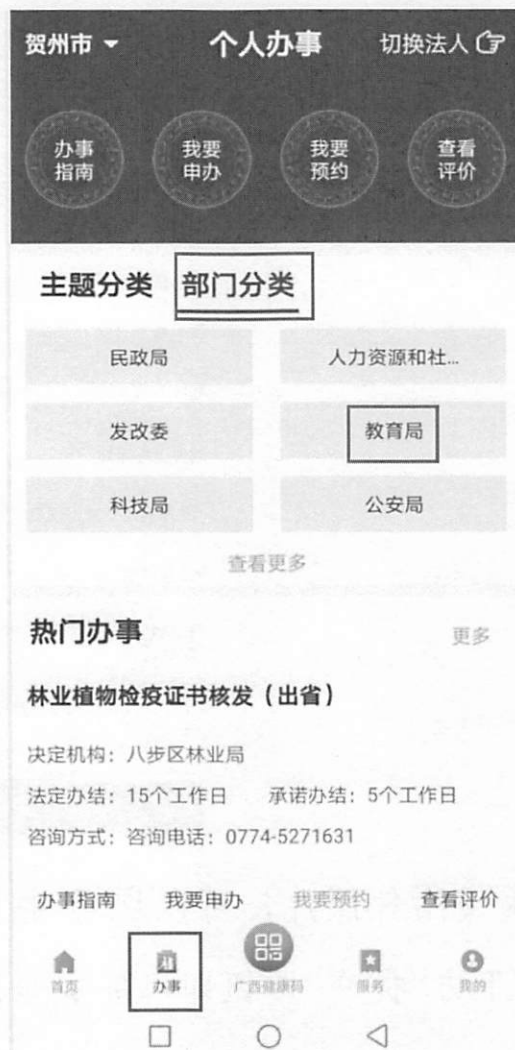 贺州市 个人办事 切换法人
办事指南 我要申办 我要预约 查看评价
主题分类 部门分类
民政局 人力资源和社...
发改委 教育局
科技局 公安局
查看更多
热门办事 更多
林业植物检疫证书核发（出省）
决定机构：八步区林业局
法定办结：15个工作日 承诺办结：5个工作日
咨询方式：咨询电话：0774-5271631
办事指南 我要申办 我要预约 查看评价
首页 办事 广西健康码 服务 我的